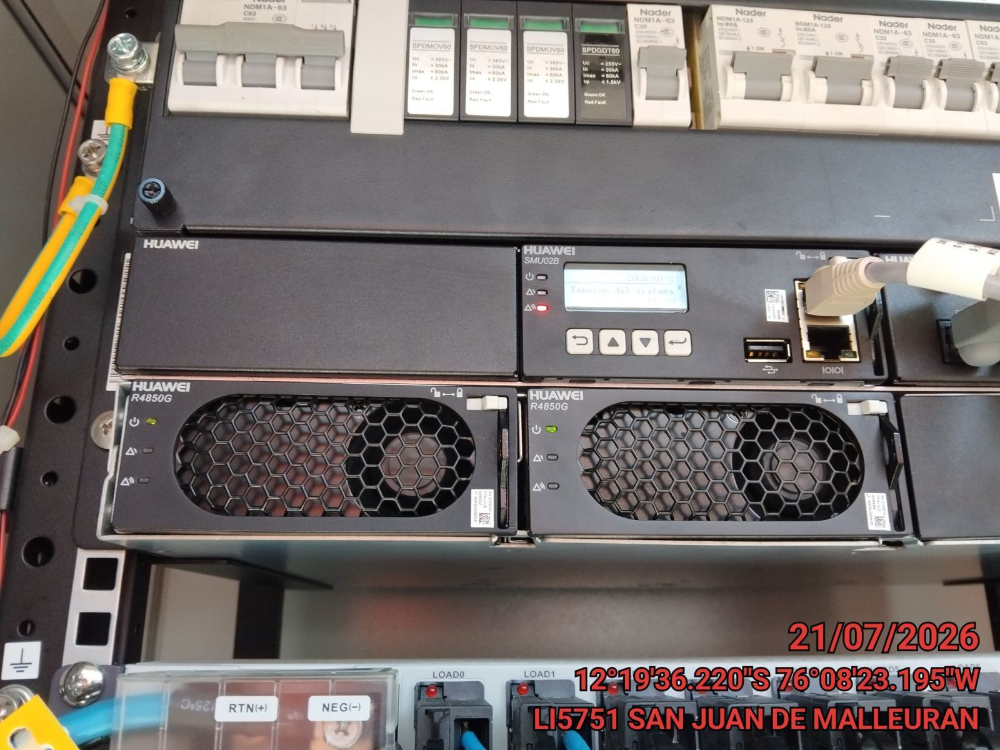 Nader
NDM1A-63
C63
400V~
SPDMOV60
Uc = 385V~
In = 30kA
Imax = 60kA
Up ≤ 2.0kV
Green OK
Red Fault
SPDMOV60
Uc = 385V~
In = 30kA
Imax = 60kA
Up ≤ 2.0kV
Green OK
Red Fault
SPDMOV60
Uc = 385V~
In = 30kA
Imax = 60kA
Up ≤ 2.0kV
Green OK
Red Fault
SPDGDT60
Uc = 255V~
In = 30kA
Imax = 60kA
Up ≤ 1.5kV
Green:OK
Red:Fault
Nader
NDM1A-63
C20
Nader
NDM1A-125
In:80A
I ON
Nader
NDM1A-125
In:80A
I ON
Nader
NDM1A-63
C32
Nader
NDM1A-63
C32
C63
HUAWEI
HUAWEI
SMU02B
2026-07-21
Tensión del sistema
IOIOI
HUAWEI
R4850G
HUAWEI
R4850G
LOAD0
LOAD1
125°C
RTN(+)
NEG(−)
21/07/2026
12°19'36.220"S 76°08'23.195"W
LI5751 SAN JUAN DE MALLEURAN